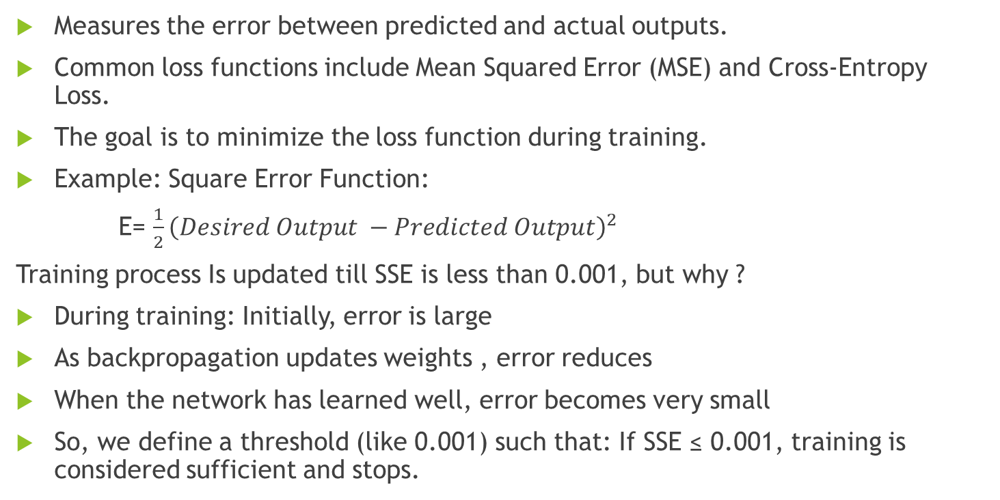 Measures the error between predicted and actual outputs.
Common loss functions include Mean Squared Error (MSE) and Cross-Entropy
Loss.
The goal is to minimize the loss function during training.
Example: Square Error Function:
E= 1/2 (Desired Output − Predicted Output)²
Training process Is updated till SSE is less than 0.001, but why ?
During training: Initially, error is large
As backpropagation updates weights , error reduces
When the network has learned well, error becomes very small
So, we define a threshold (like 0.001) such that: If SSE ≤ 0.001, training is
considered sufficient and stops.